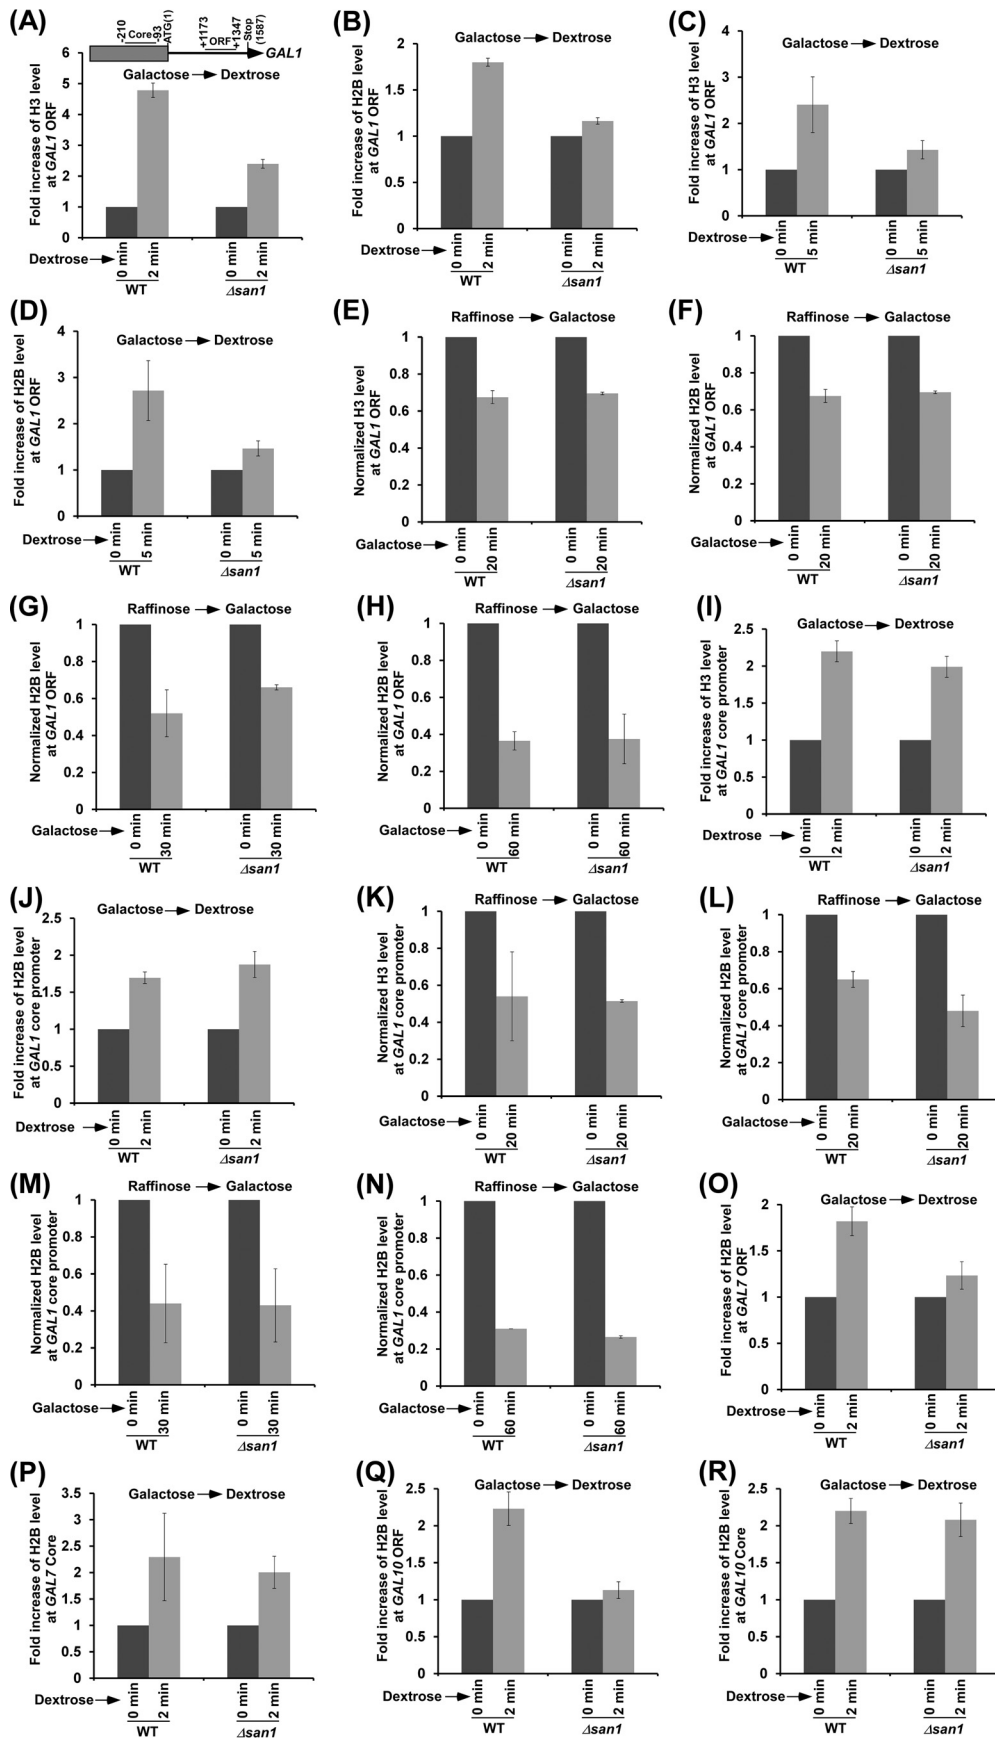 (A)
-210
Core
-93
ATG(1)
+1173
ORF
+1347
Stop
(1587)
GAL1
Galactose → Dextrose
Fold increase of H3 level
at GAL1 ORF
6
5
4
3
2
1
0
Dextrose →
0 min
2 min
0 min
2 min
WT
Δsan1
(B)
Galactose → Dextrose
Fold increase of H2B level
at GAL1 ORF
2
1.5
1
0.5
0
Dextrose →
0 min
2 min
0 min
2 min
WT
Δsan1
(C)
Galactose → Dextrose
Fold increase of H3 level
at GAL1 ORF
4
3
2
1
0
Dextrose →
0 min
5 min
0 min
5 min
WT
Δsan1
(D)
Galactose → Dextrose
Fold increase of H2B level
at GAL1 ORF
4
3
2
1
0
Dextrose →
0 min
5 min
0 min
5 min
WT
Δsan1
(E)
Raffinose → Galactose
Normalized H3 level
at GAL1 ORF
1
0.8
0.6
0.4
0.2
0
Galactose →
0 min
20 min
0 min
20 min
WT
Δsan1
(F)
Raffinose → Galactose
Normalized H2B level
at GAL1 ORF
1
0.8
0.6
0.4
0.2
0
Galactose →
0 min
20 min
0 min
20 min
WT
Δsan1
(G)
Raffinose → Galactose
Normalized H2B level
at GAL1 ORF
1
0.8
0.6
0.4
0.2
0
Galactose →
0 min
30 min
0 min
30 min
WT
Δsan1
(H)
Raffinose → Galactose
Normalized H2B level
at GAL1 ORF
1
0.8
0.6
0.4
0.2
0
Galactose →
0 min
60 min
0 min
60 min
WT
Δsan1
(I)
Galactose → Dextrose
Fold increase of H3 level
at GAL1 core promoter
2.5
2
1.5
1
0.5
0
Dextrose →
0 min
2 min
0 min
2 min
WT
Δsan1
(J)
Galactose → Dextrose
Fold increase of H2B level
at GAL1 core promoter
2.5
2
1.5
1
0.5
0
Dextrose →
0 min
2 min
0 min
2 min
WT
Δsan1
(K)
Raffinose → Galactose
Normalized H3 level
at GAL1 core promoter
1
0.8
0.6
0.4
0.2
0
Galactose →
0 min
20 min
0 min
20 min
WT
Δsan1
(L)
Raffinose → Galactose
Normalized H2B level
at GAL1 core promoter
1
0.8
0.6
0.4
0.2
0
Galactose →
0 min
20 min
0 min
20 min
WT
Δsan1
(M)
Raffinose → Galactose
Normalized H2B level
at GAL1 core promoter
1
0.8
0.6
0.4
0.2
0
Galactose →
0 min
30 min
0 min
30 min
WT
Δsan1
(N)
Raffinose → Galactose
Normalized H2B level
at GAL1 core promoter
1
0.8
0.6
0.4
0.2
0
Galactose →
0 min
60 min
0 min
60 min
WT
Δsan1
(O)
Galactose → Dextrose
Fold increase of H2B level
at GAL7 ORF
2
1.5
1
0.5
0
Dextrose →
0 min
2 min
0 min
2 min
WT
Δsan1
(P)
Galactose → Dextrose
Fold increase of H2B level
at GAL7 Core
3.5
3
2.5
2
1.5
1
0.5
0
Dextrose →
0 min
2 min
0 min
2 min
WT
Δsan1
(Q)
Galactose → Dextrose
Fold increase of H2B level
at GAL10 ORF
2.5
2
1.5
1
0.5
0
Dextrose →
0 min
2 min
0 min
2 min
WT
Δsan1
(R)
Galactose → Dextrose
Fold increase of H2B level
at GAL10 Core
2.5
2
1.5
1
0.5
0
Dextrose →
0 min
2 min
0 min
2 min
WT
Δsan1